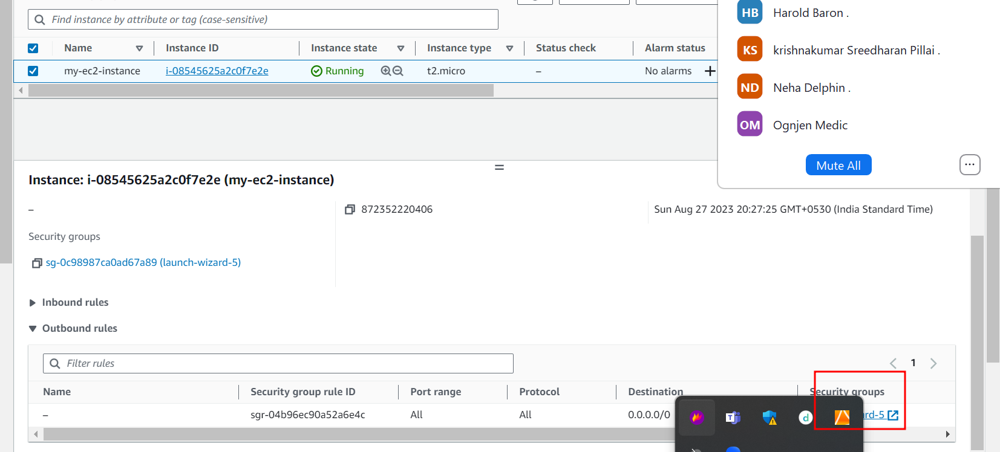 Find instance by attribute or tag (case-sensitive)
Name Instance ID Instance state Instance type Status check Alarm status
my-ec2-instance i-08545625a2c0f7e2e Running t2.micro – No alarms +
HB Harold Baron .
KS krishnakumar Sreedharan Pillai .
ND Neha Delphin .
OM Ognjen Medic
Mute All ...
Instance: i-08545625a2c0f7e2e (my-ec2-instance)
– 872352220406 Sun Aug 27 2023 20:27:25 GMT+0530 (India Standard Time)
Security groups
sg-0c98987ca0ad67a89 (launch-wizard-5)
Inbound rules
Outbound rules
Filter rules
1
Name Security group rule ID Port range Protocol Destination Security groups
– sgr-04b96ec90a52a6e4c All All 0.0.0.0/0 rd-5
T d